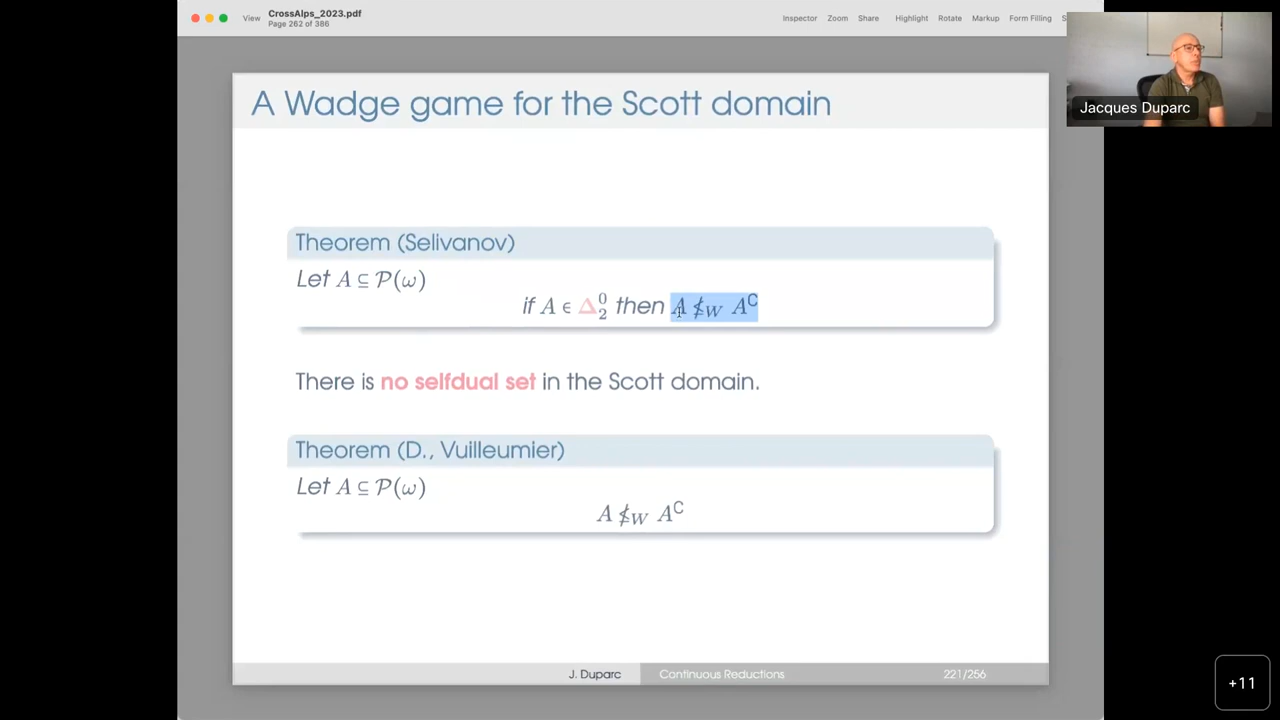 View
CrossAlps_2023.pdf
Page 262 of 386
Inspector Zoom Share Highlight Rotate Markup Form Filling S
Jacques Duparc
A Wadge game for the Scott domain
Theorem (Selivanov)
Let A ⊆ 𝒫(ω)
if A ∈ Δ⁰₂ then A ≰_W A^∁
There is no selfdual set in the Scott domain.
Theorem (D., Vuilleumier)
Let A ⊆ 𝒫(ω)
A ≰_W A^∁
J. Duparc Continuous Reductions 221/256
+11